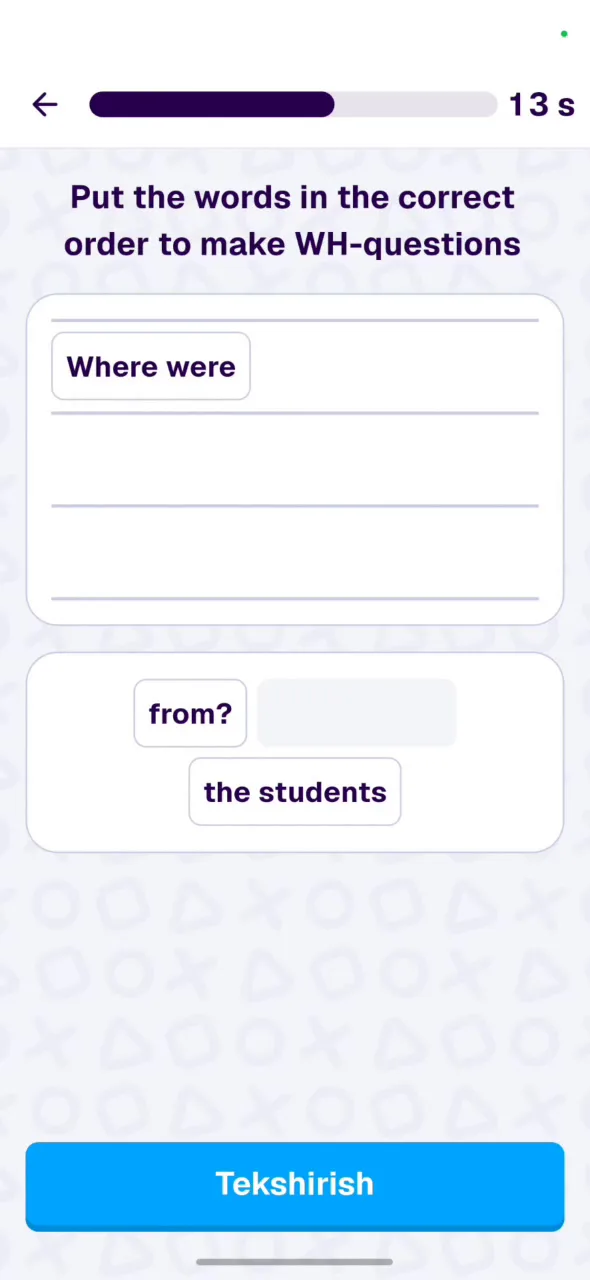 13 s
Put the words in the correct
order to make WH-questions
Where were
from?
the students
Tekshirish